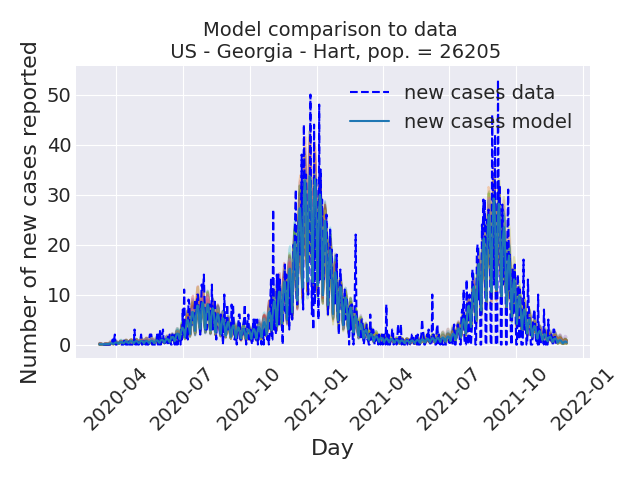 Model comparison to data
US - Georgia - Hart, pop. = 26205
new cases data
new cases model
Number of new cases reported
50
40
30
20
10
0
2020-04
2020-07
2020-10
2021-01
2021-04
2021-07
2021-10
2022-01
Day